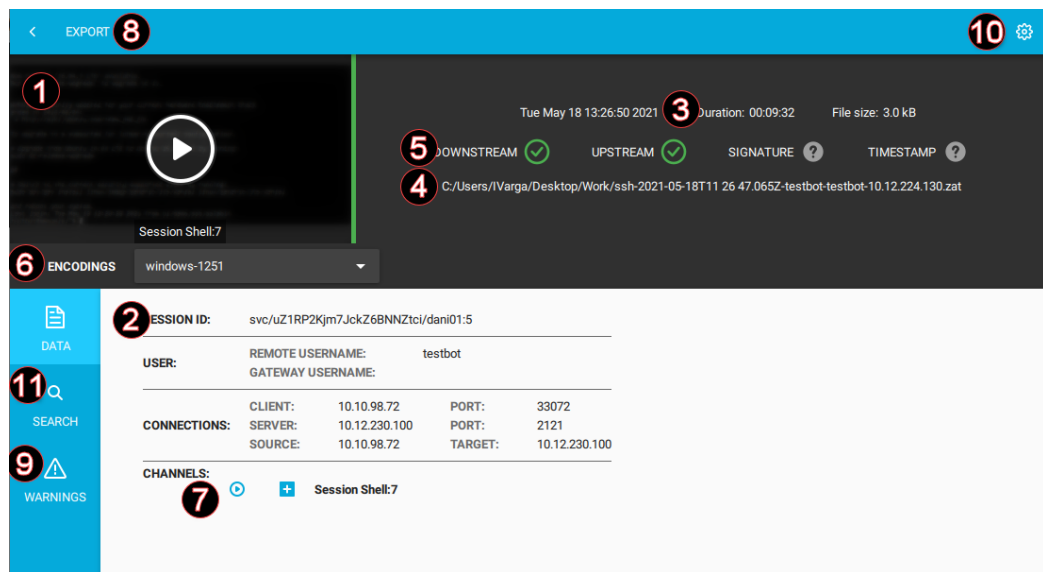 EXPORT 8 10
1
Tue May 18 13:26:50 2021 3 Duration: 00:09:32 File size: 3.0 kB
5 DOWNSTREAM UPSTREAM SIGNATURE ? TIMESTAMP ?
4 C:/Users/IVarga/Desktop/Work/ssh-2021-05-18T11 26 47.065Z-testbot-testbot-10.12.224.130.zat
Session Shell:7
6 ENCODINGS windows-1251
DATA
11 SEARCH
9 WARNINGS
2 SESSION ID: svc/uZ1RP2Kjm7JckZ6BNNZtci/dani01:5
USER: REMOTE USERNAME: testbot
GATEWAY USERNAME:
CLIENT: 10.10.98.72 PORT: 33072
CONNECTIONS: SERVER: 10.12.230.100 PORT: 2121
SOURCE: 10.10.98.72 TARGET: 10.12.230.100
CHANNELS:
7 Session Shell:7